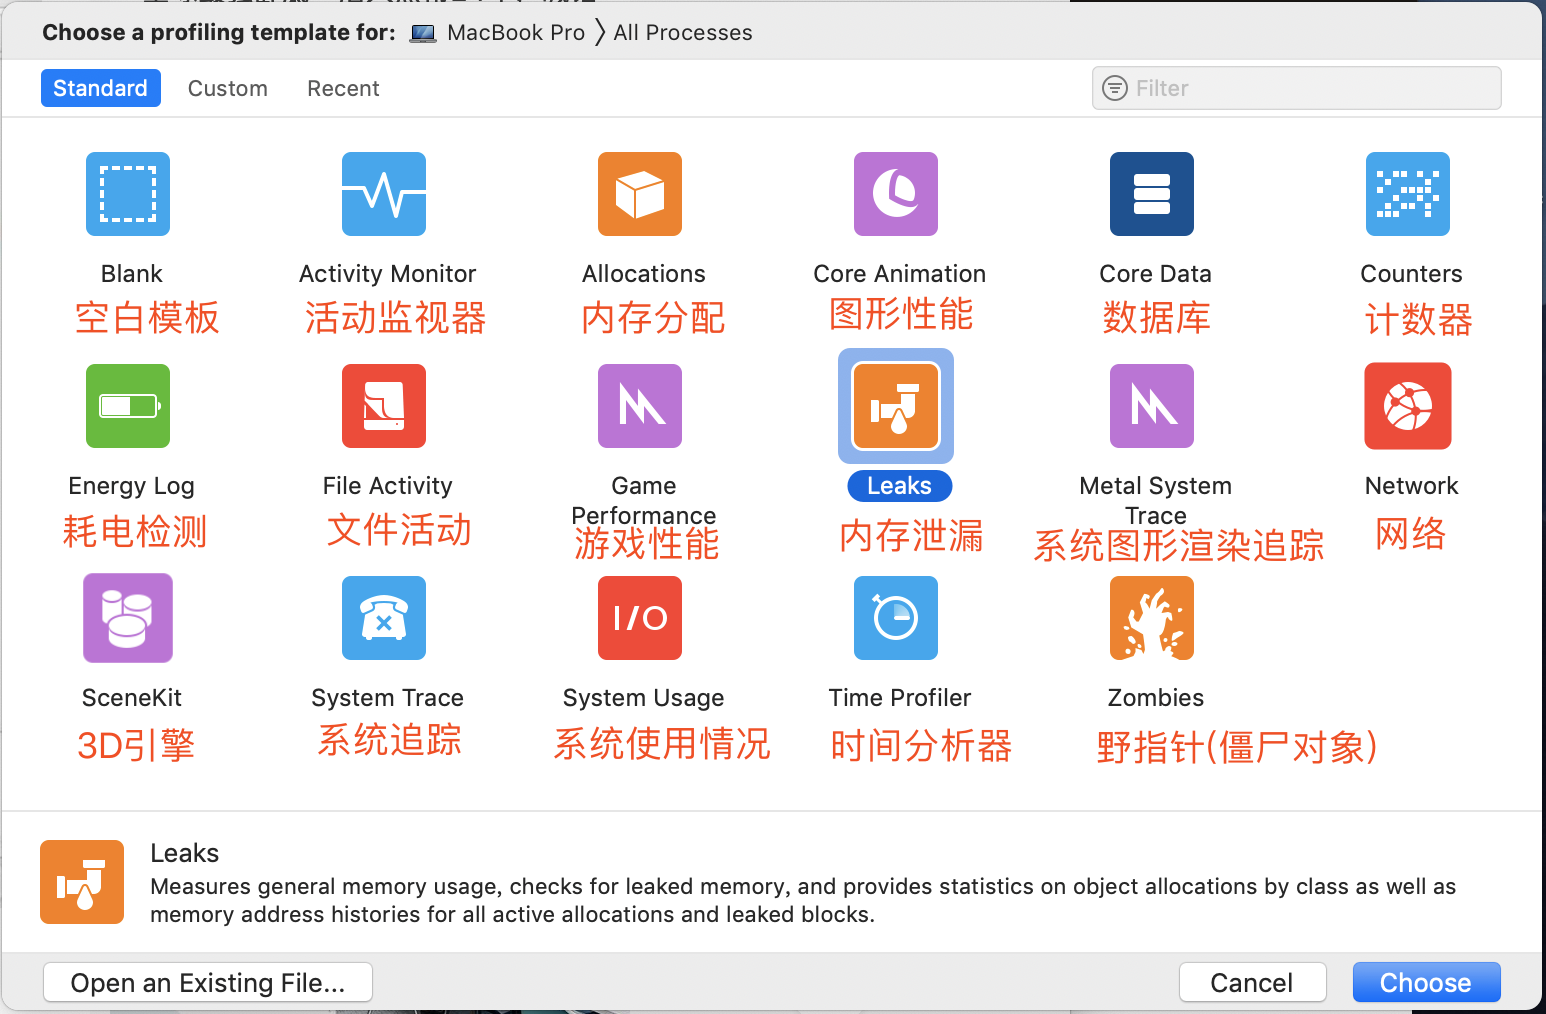 Choose a profiling template for: MacBook Pro 〉 All Processes
Standard Custom Recent Filter
Blank Activity Monitor Allocations Core Animation Core Data Counters
空白模板 活动监视器 内存分配 图形性能 数据库 计数器
Energy Log File Activity Game Performance Leaks Metal System Trace Network
耗电检测 文件活动 游戏性能 内存泄漏 系统图形渲染追踪 网络
I/O
SceneKit System Trace System Usage Time Profiler Zombies
3D引擎 系统追踪 系统使用情况 时间分析器 野指针(僵尸对象)
Leaks
Measures general memory usage, checks for leaked memory, and provides statistics on object allocations by class as well as
memory address histories for all active allocations and leaked blocks.
Open an Existing File... Cancel Choose